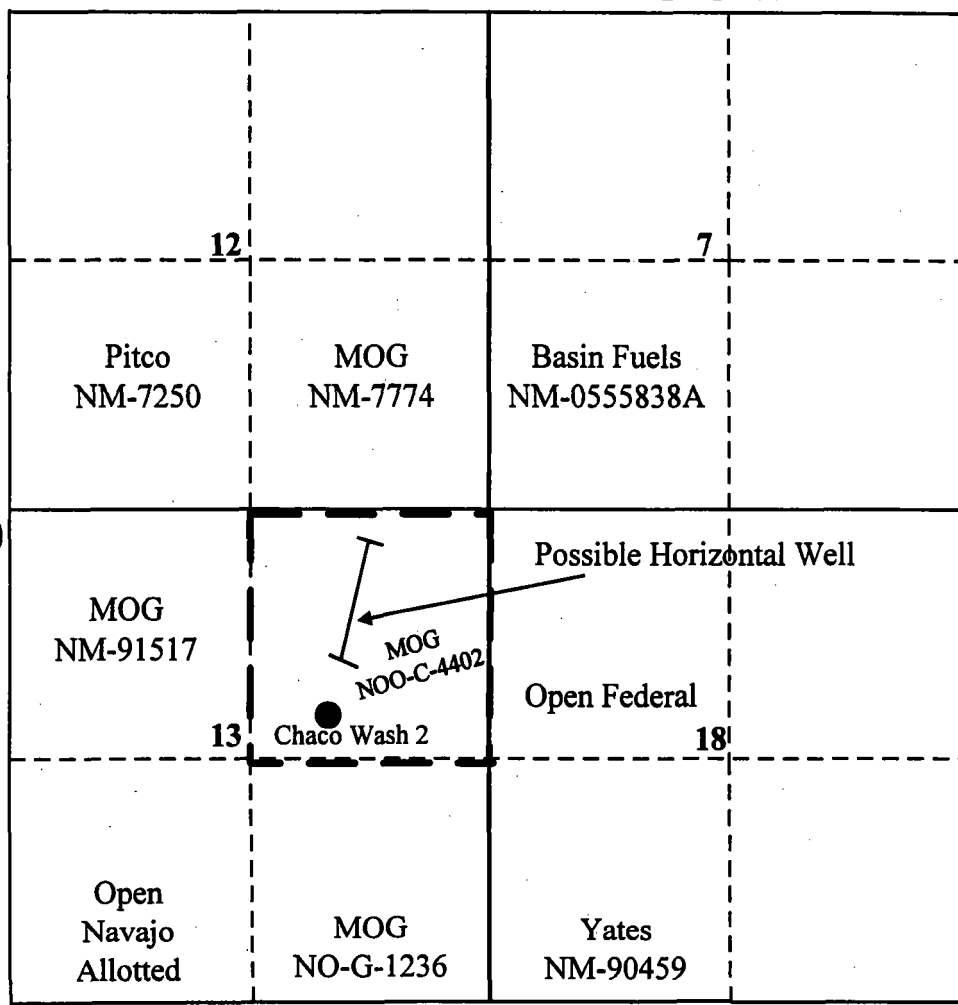 12
7
Pitco
NM-7250
MOG
NM-7774
Basin Fuels
NM-0555838A
MOG
NM-91517
Possible Horizontal Well
MOG
NOO-C-4402
Open Federal
Chaco Wash 2
13
18
Open
Navajo
Allotted
MOG
NO-G-1236
Yates
NM-90459